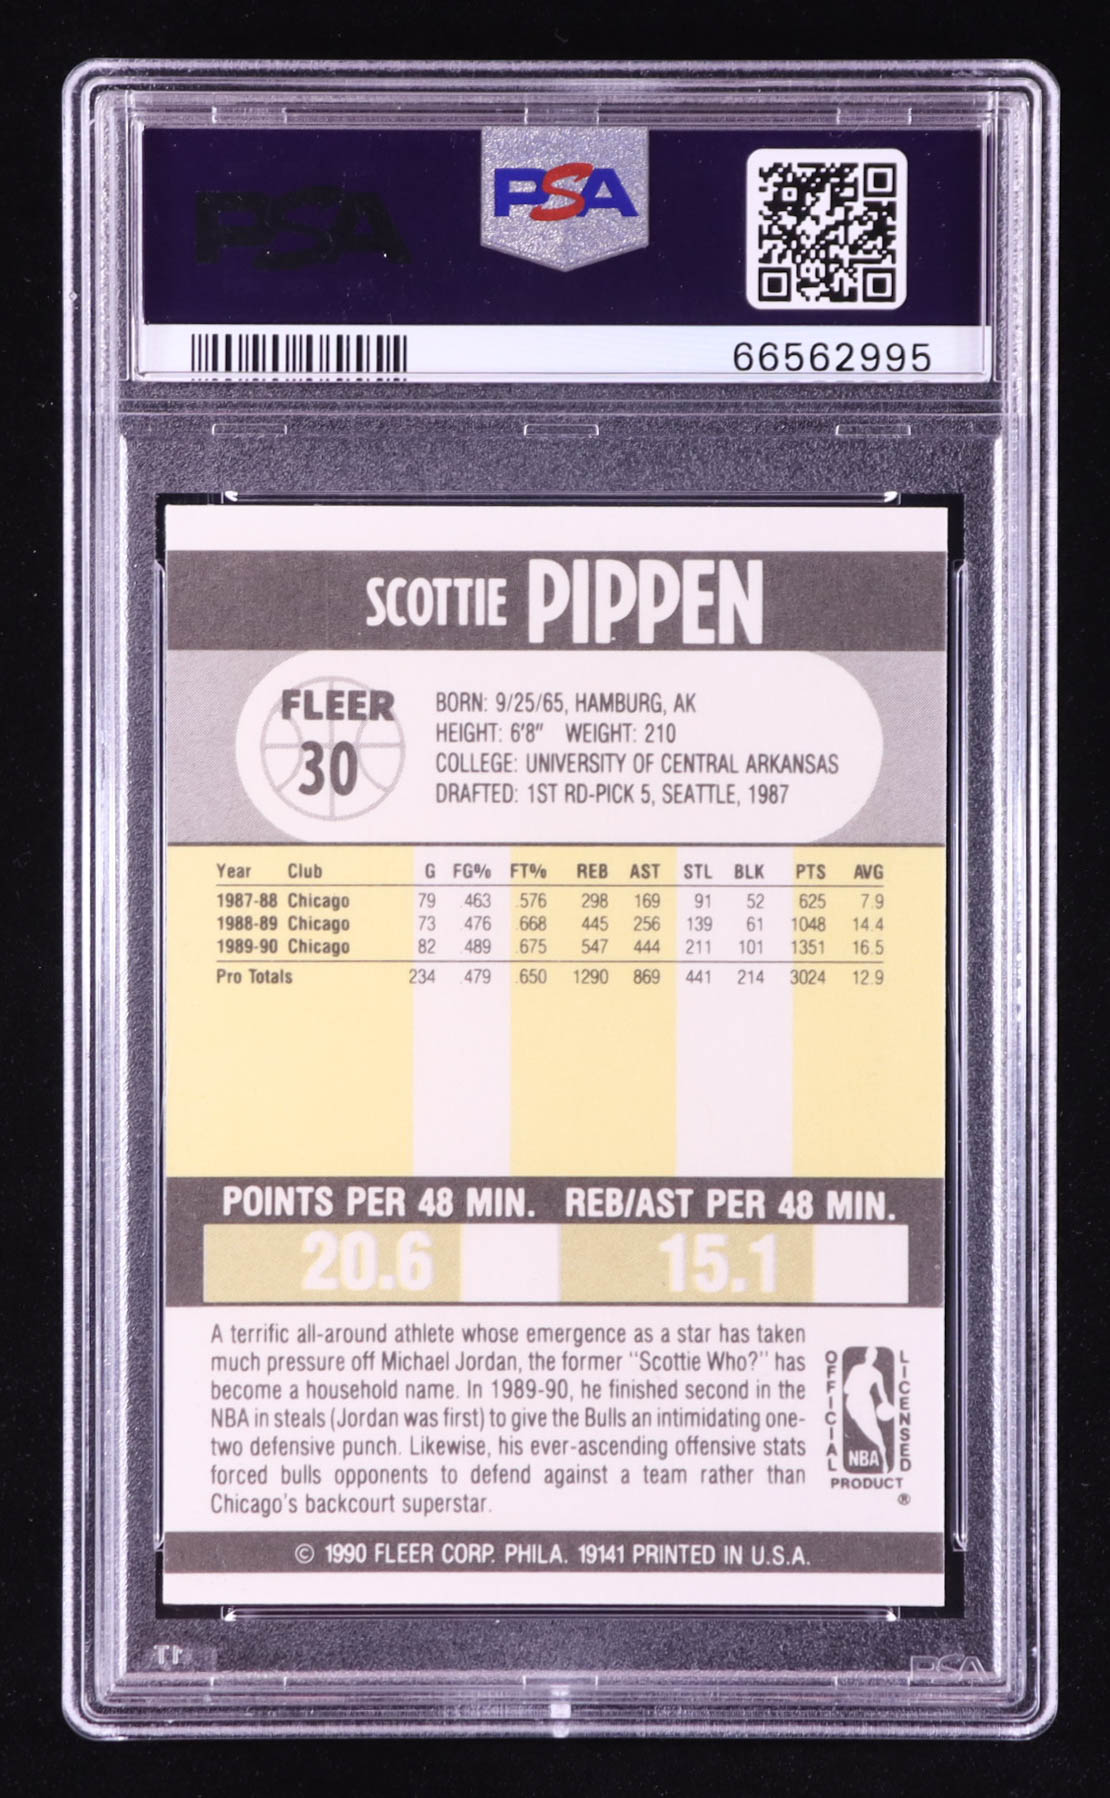 PSA
PSA
66562995
SCOTTIE PIPPEN
FLEER
30
BORN: 9/25/65, HAMBURG, AK
HEIGHT: 6'8" WEIGHT: 210
COLLEGE: UNIVERSITY OF CENTRAL ARKANSAS
DRAFTED: 1ST RD-PICK 5, SEATTLE, 1987
Year Club G FG% FT% REB AST STL BLK PTS AVG
1987-88 Chicago 79 .463 .576 298 169 91 52 625 7.9
1988-89 Chicago 73 .476 .668 445 256 139 61 1048 14.4
1989-90 Chicago 82 .489 .675 547 444 211 101 1351 16.5
Pro Totals 234 .479 .650 1290 869 441 214 3024 12.9
POINTS PER 48 MIN. REB/AST PER 48 MIN.
20.6 15.1
A terrific all-around athlete whose emergence as a star has taken
much pressure off Michael Jordan, the former "Scottie Who?" has
become a household name. In 1989-90, he finished second in the
NBA in steals (Jordan was first) to give the Bulls an intimidating one-
two defensive punch. Likewise, his ever-ascending offensive stats
forced bulls opponents to defend against a team rather than
Chicago's backcourt superstar.
OFFICIAL
LICENSED
NBA
PRODUCT
®
© 1990 FLEER CORP. PHILA. 19141 PRINTED IN U.S.A.
PSA